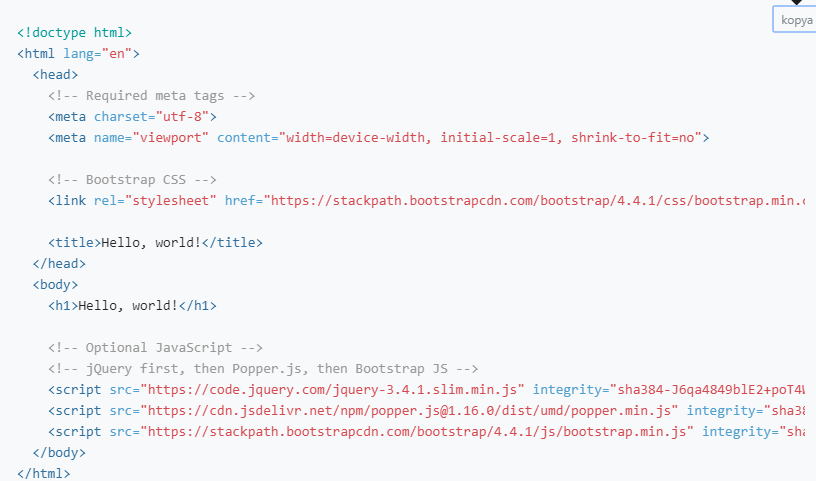 kopya
<!doctype html>
<html lang="en">
<head>
<!-- Required meta tags -->
<meta charset="utf-8">
<meta name="viewport" content="width=device-width, initial-scale=1, shrink-to-fit=no">
<!-- Bootstrap CSS -->
<link rel="stylesheet" href="https://stackpath.bootstrapcdn.com/bootstrap/4.4.1/css/bootstrap.min.c
<title>Hello, world!</title>
</head>
<body>
<h1>Hello, world!</h1>
<!-- Optional JavaScript -->
<!-- jQuery first, then Popper.js, then Bootstrap JS -->
<script src="https://code.jquery.com/jquery-3.4.1.slim.min.js" integrity="sha384-J6qa4849blE2+poT4W
<script src="https://cdn.jsdelivr.net/npm/popper.js@1.16.0/dist/umd/popper.min.js" integrity="sha38
<script src="https://stackpath.bootstrapcdn.com/bootstrap/4.4.1/js/bootstrap.min.js" integrity="sha
</body>
</html>